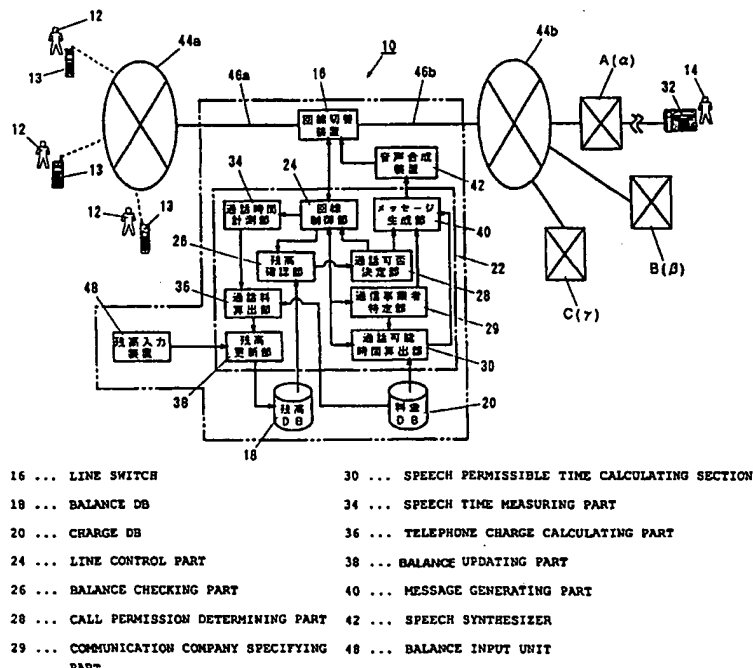 12
44a
10
44b
13
46a
16
46b
A(α)
32
14
回線切替
装置
12
34
24
音声合成
装置
42
13
12
13
通話時間
計測部
回線
制御部
メッセージ
生成部
40
B(β)
26
残高
確認部
通話可否
決定部
22
28
C(γ)
36
通話料
算出部
通信事業者
特定部
29
48
残高入力
装置
残高
更新部
通話可能
時間算出部
30
38
残高
DB
料金
DB
20
18
16 ... LINE SWITCH
18 ... BALANCE DB
20 ... CHARGE DB
24 ... LINE CONTROL PART
26 ... BALANCE CHECKING PART
28 ... CALL PERMISSION DETERMINING PART
29 ... COMMUNICATION COMPANY SPECIFYING
PART
30 ... SPEECH PERMISSIBLE TIME CALCULATING SECTION
34 ... SPEECH TIME MEASURING PART
36 ... TELEPHONE CHARGE CALCULATING PART
38 ... BALANCE UPDATING PART
40 ... MESSAGE GENERATING PART
42 ... SPEECH SYNTHESIZER
48 ... BALANCE INPUT UNIT